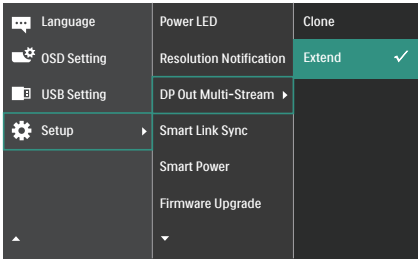 Language
OSD Setting
USB Setting
Setup
Power LED
Resolution Notification
DP Out Multi-Stream
Smart Link Sync
Smart Power
Firmware Upgrade
Clone
Extend